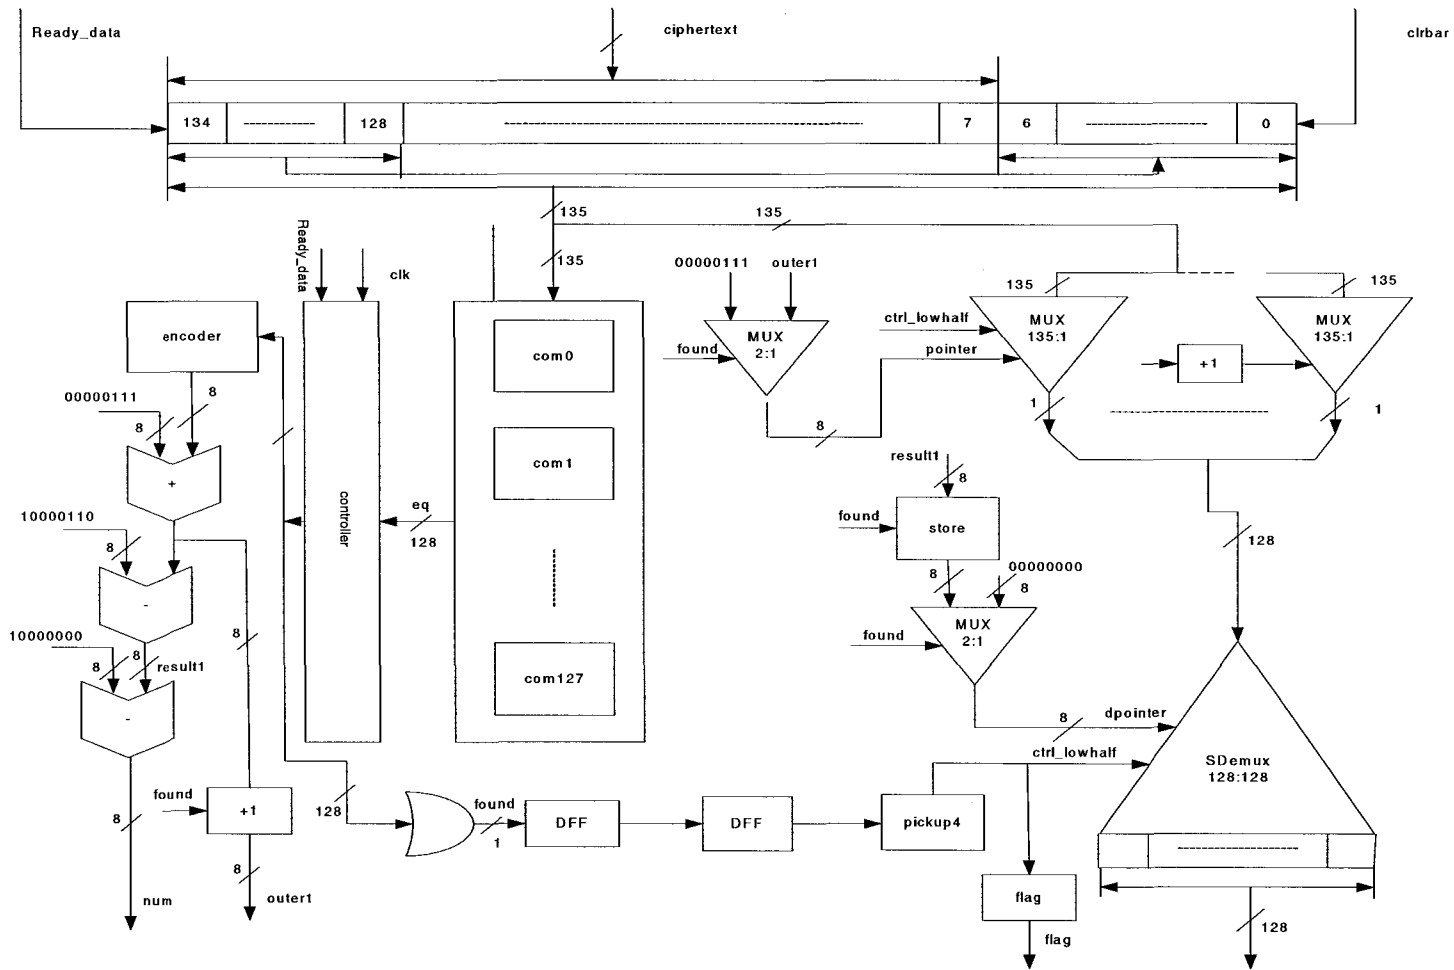 Ready_data
ciphertext
clrbar
134
128
7
6
0
135
135
135
Ready_data
clk
00000111
outer1
135
135
encoder
MUX
2:1
ctrl_lowhalf
MUX
135:1
MUX
135:1
com0
found
pointer
+1
00000111
8
8
1
1
8
com1
result1
8
+
controller
eq
128
found
store
10000110
8
128
8
00000000
8
-
MUX
2:1
10000000
8
found
8
8
result1
com127
-
8
dpointer
ctrl_lowhalf
SDemux
128:128
found
+1
8
128
found
1
DFF
DFF
pickup4
8
num
outer1
flag
flag
128